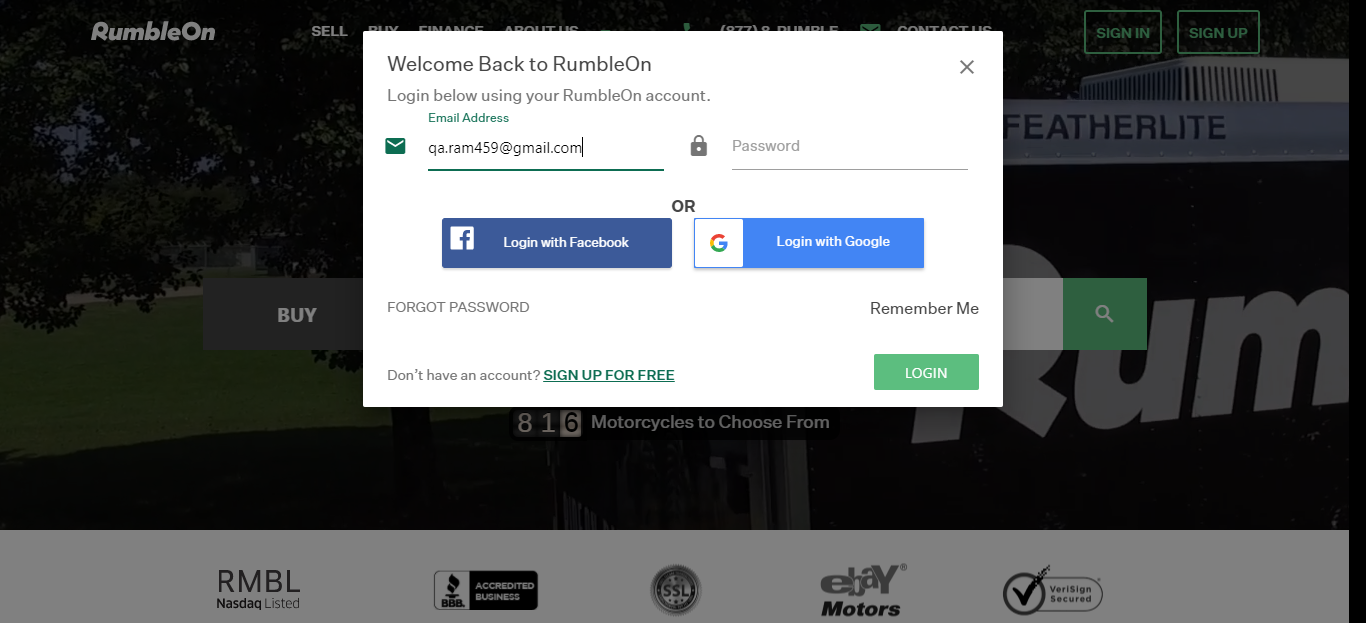 RumbleOn SELL BUY FINANCE ABOUT US (877) 8-RUMBLE CONTACT US SIGN IN SIGN UP
Welcome Back to RumbleOn
Login below using your RumbleOn account.
Email Address
qa.ram459@gmail.com Password
OR
Login with Facebook Login with Google
FORGOT PASSWORD Remember Me
Don't have an account? SIGN UP FOR FREE LOGIN
FEATHERLITE
BUY
Rum
816 Motorcycles to Choose From
RMBL
Nasdaq Listed
BBB. ACCREDITED
BUSINESS
SSL
ebay®
Motors
VeriSign
Secured